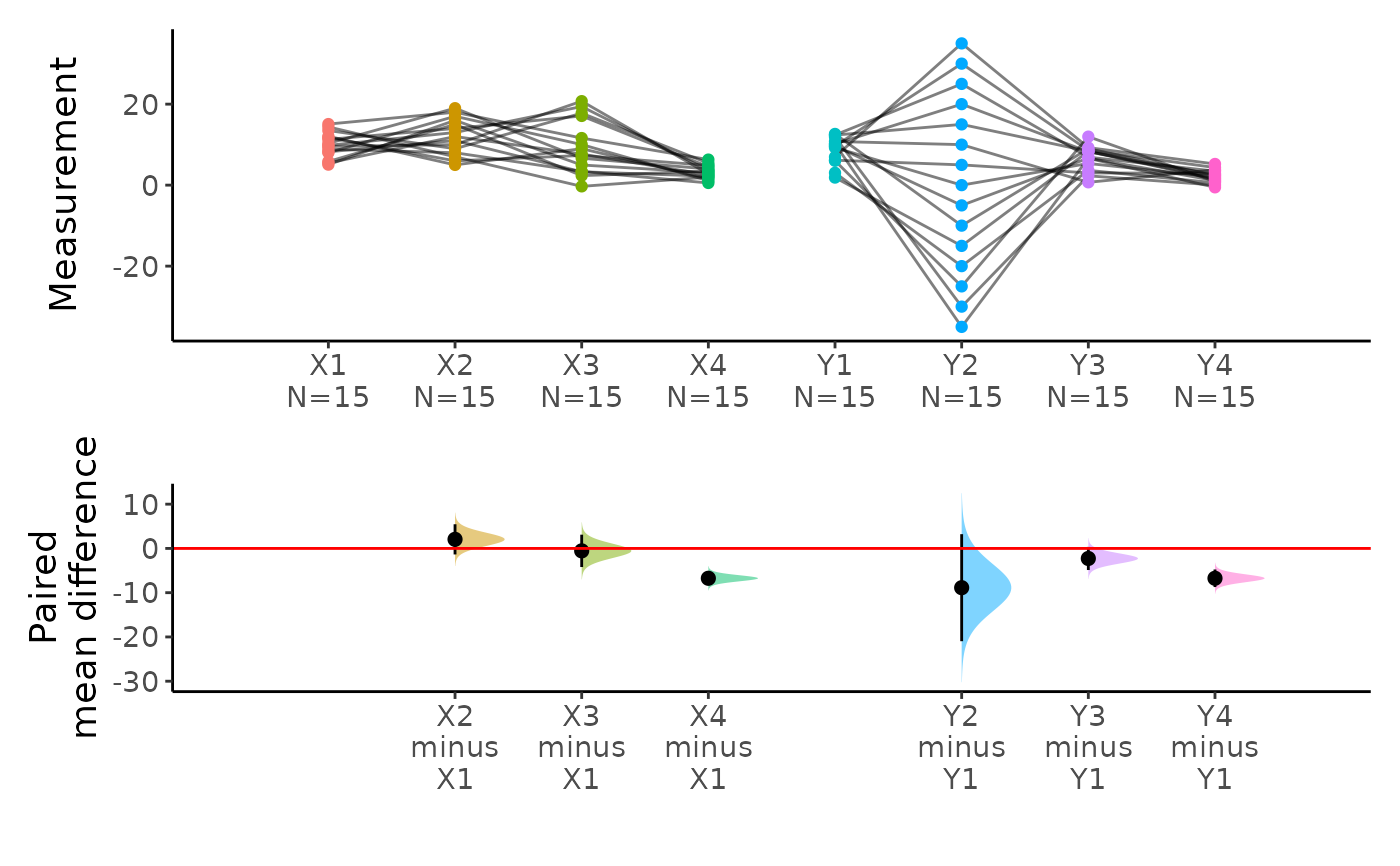 Measurement
20
0
-20
X1 X2 X3 X4 Y1 Y2 Y3 Y4
N=15 N=15 N=15 N=15 N=15 N=15 N=15 N=15
Paired
mean difference
10
0
-10
-20
-30
X2 X3 X4 Y2 Y3 Y4
minus minus minus minus minus minus
X1 X1 X1 Y1 Y1 Y1